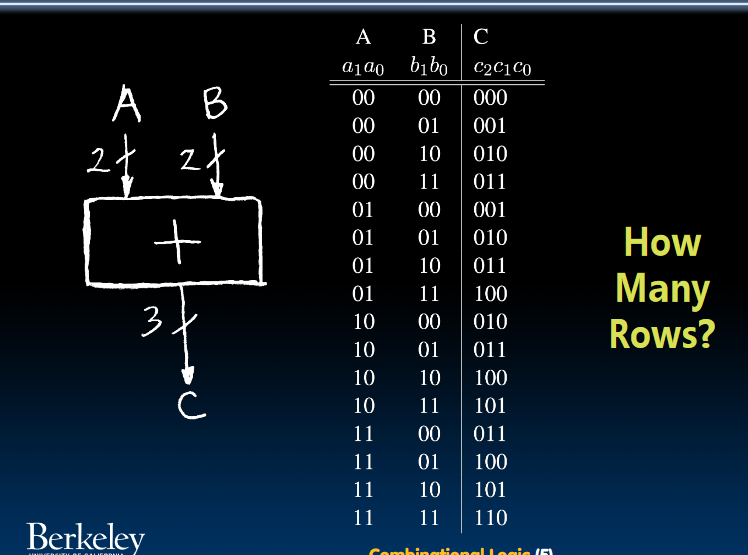 A B
2 2
+
3
C
A B C
a₁a₀ b₁b₀ c₂c₁c₀
00 00 000
00 01 001
00 10 010
00 11 011
01 00 001
01 01 010
01 10 011
01 11 100
10 00 010
10 01 011
10 10 100
10 11 101
11 00 011
11 01 100
11 10 101
11 11 110
How
Many
Rows?
Berkeley
UNIVERSITY OF CALIFORNIA
Combinational Logic (5)